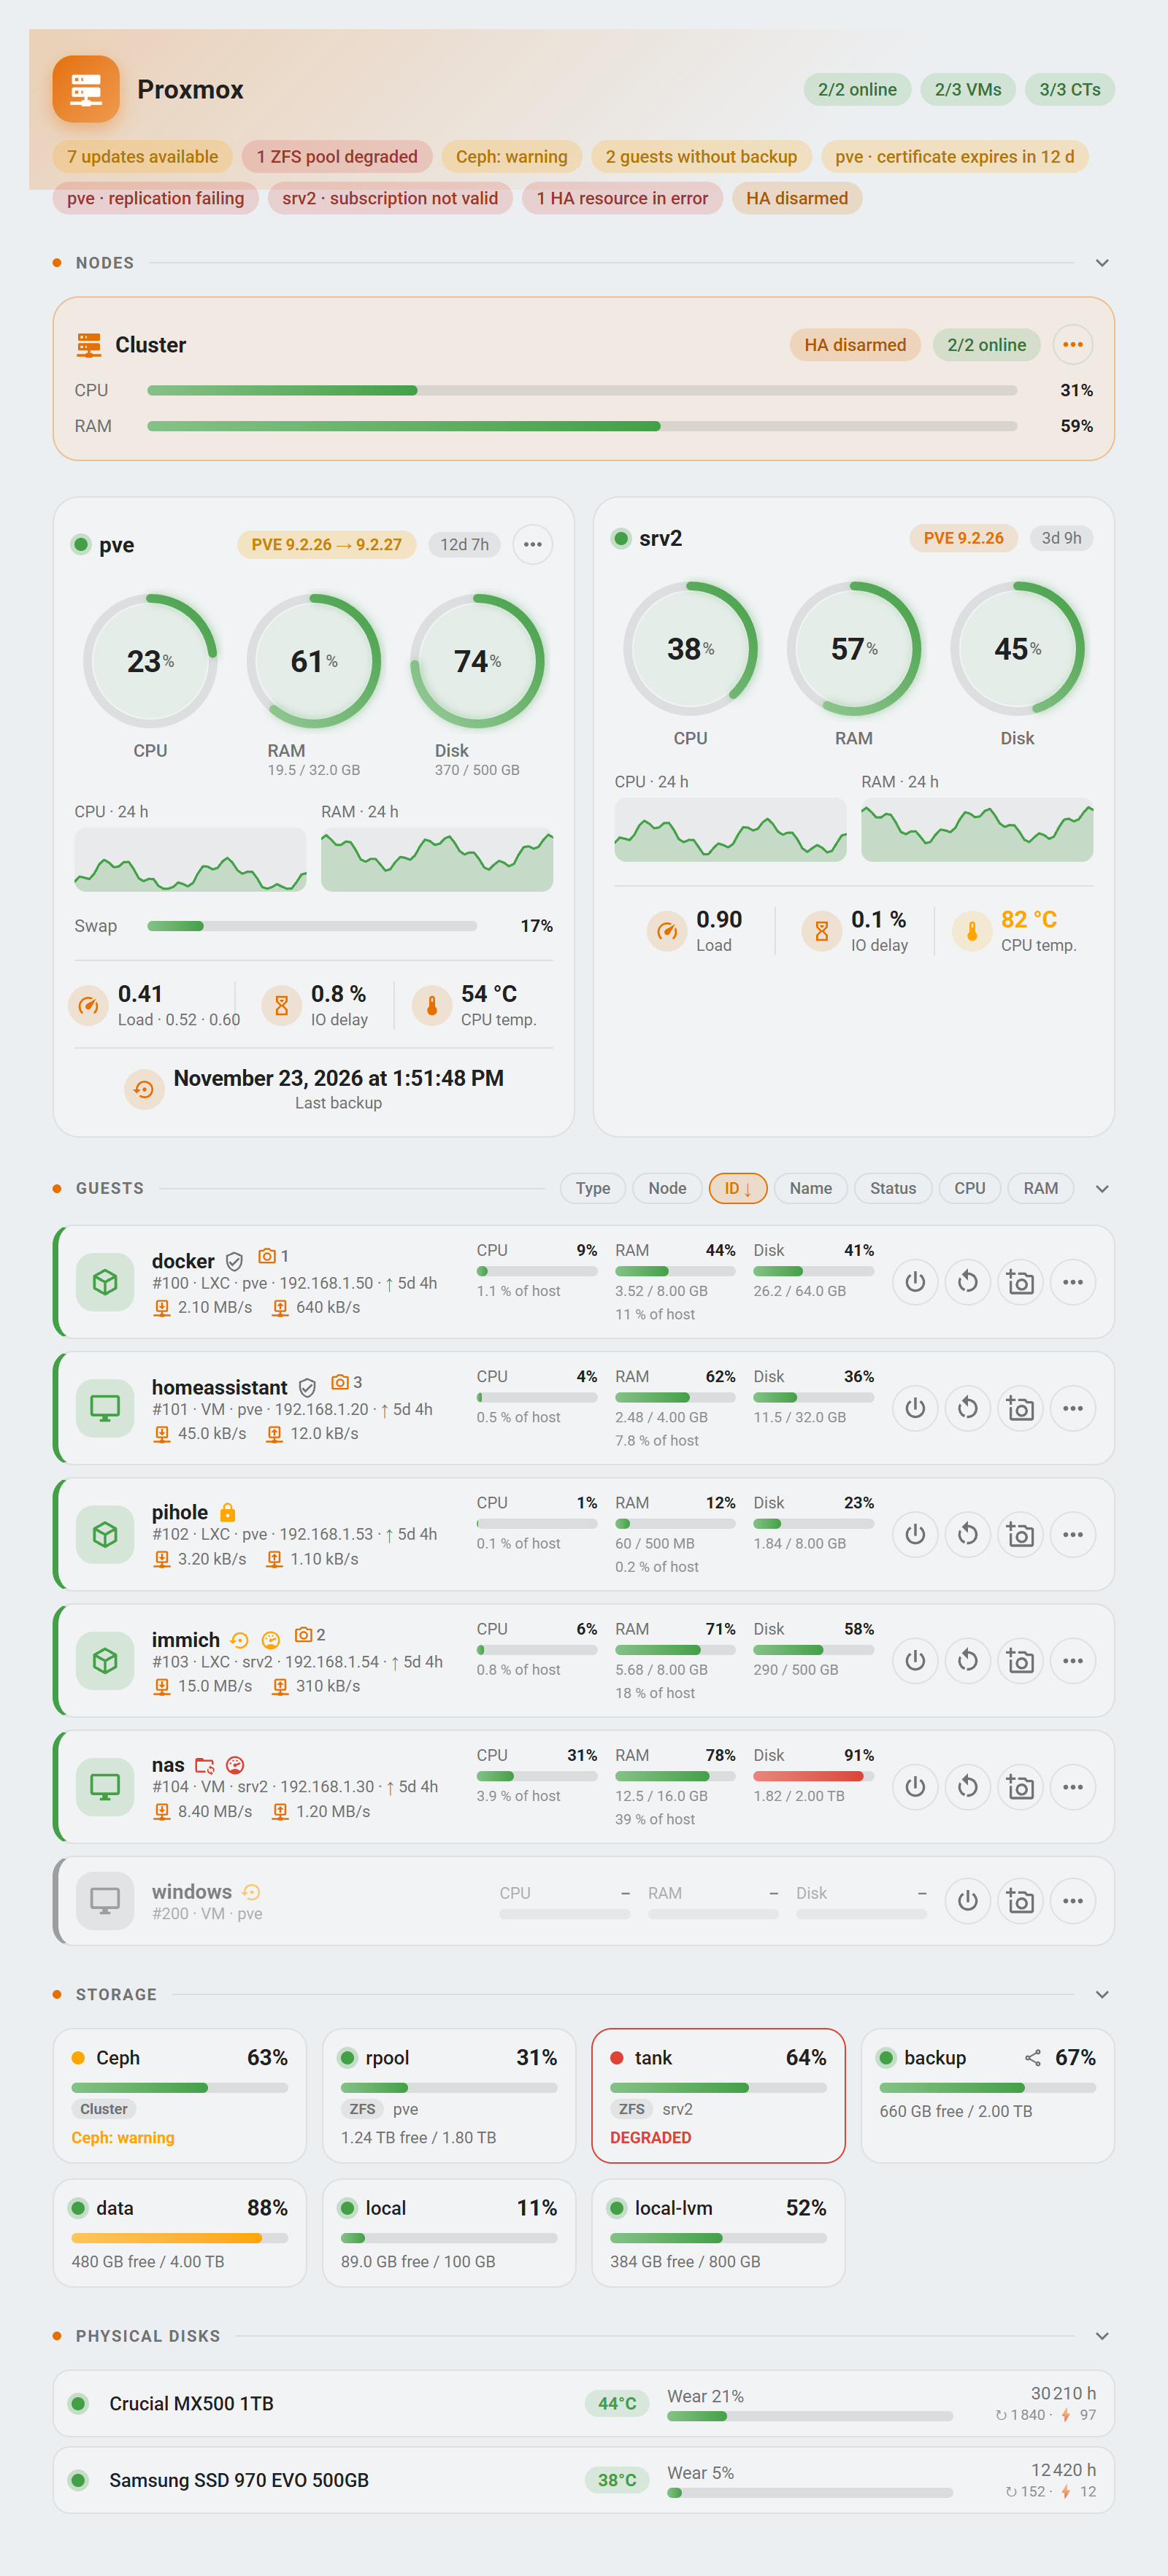 Proxmox 2/2 online 2/3 VMs 3/3 CTs
7 updates available 1 ZFS pool degraded Ceph: warning 2 guests without backup pve · certificate expires in 12 d
pve · replication failing srv2 · subscription not valid 1 HA resource in error HA disarmed
NODES
Cluster HA disarmed 2/2 online
CPU 31%
RAM 59%
pve PVE 9.2.26 → 9.2.27 12d 7h
23% 61% 74%
CPU RAM Disk
19.5 / 32.0 GB 370 / 500 GB
CPU · 24 h RAM · 24 h
Swap 17%
0.41 0.8 % 54 °C
Load · 0.52 · 0.60 IO delay CPU temp.
November 23, 2026 at 1:51:48 PM
Last backup
srv2 PVE 9.2.26 3d 9h
38% 57% 45%
CPU RAM Disk
CPU · 24 h RAM · 24 h
0.90 0.1 % 82 °C
Load IO delay CPU temp.
GUESTS Type Node ID ↓ Name Status CPU RAM
docker 1 CPU 9% RAM 44% Disk 41%
#100 · LXC · pve · 192.168.1.50 · ↑ 5d 4h 1.1 % of host 3.52 / 8.00 GB 26.2 / 64.0 GB
2.10 MB/s 640 kB/s 11 % of host
homeassistant 3 CPU 4% RAM 62% Disk 36%
#101 · VM · pve · 192.168.1.20 · ↑ 5d 4h 0.5 % of host 2.48 / 4.00 GB 11.5 / 32.0 GB
45.0 kB/s 12.0 kB/s 7.8 % of host
pihole CPU 1% RAM 12% Disk 23%
#102 · LXC · pve · 192.168.1.53 · ↑ 5d 4h 0.1 % of host 60 / 500 MB 1.84 / 8.00 GB
3.20 kB/s 1.10 kB/s 0.2 % of host
immich 2 CPU 6% RAM 71% Disk 58%
#103 · LXC · srv2 · 192.168.1.54 · ↑ 5d 4h 0.8 % of host 5.68 / 8.00 GB 290 / 500 GB
15.0 MB/s 310 kB/s 18 % of host
nas CPU 31% RAM 78% Disk 91%
#104 · VM · srv2 · 192.168.1.30 · ↑ 5d 4h 3.9 % of host 12.5 / 16.0 GB 1.82 / 2.00 TB
8.40 MB/s 1.20 MB/s 39 % of host
windows CPU – RAM – Disk –
#200 · VM · pve
STORAGE
Ceph 63% rpool 31% tank 64% backup 67%
Cluster ZFS pve ZFS srv2 660 GB free / 2.00 TB
Ceph: warning 1.24 TB free / 1.80 TB DEGRADED
data 88% local 11% local-lvm 52%
480 GB free / 4.00 TB 89.0 GB free / 100 GB 384 GB free / 800 GB
PHYSICAL DISKS
Crucial MX500 1TB 44°C Wear 21% 30 210 h
↻ 1 840 · ⚡ 97
Samsung SSD 970 EVO 500GB 38°C Wear 5% 12 420 h
↻ 152 · ⚡ 12